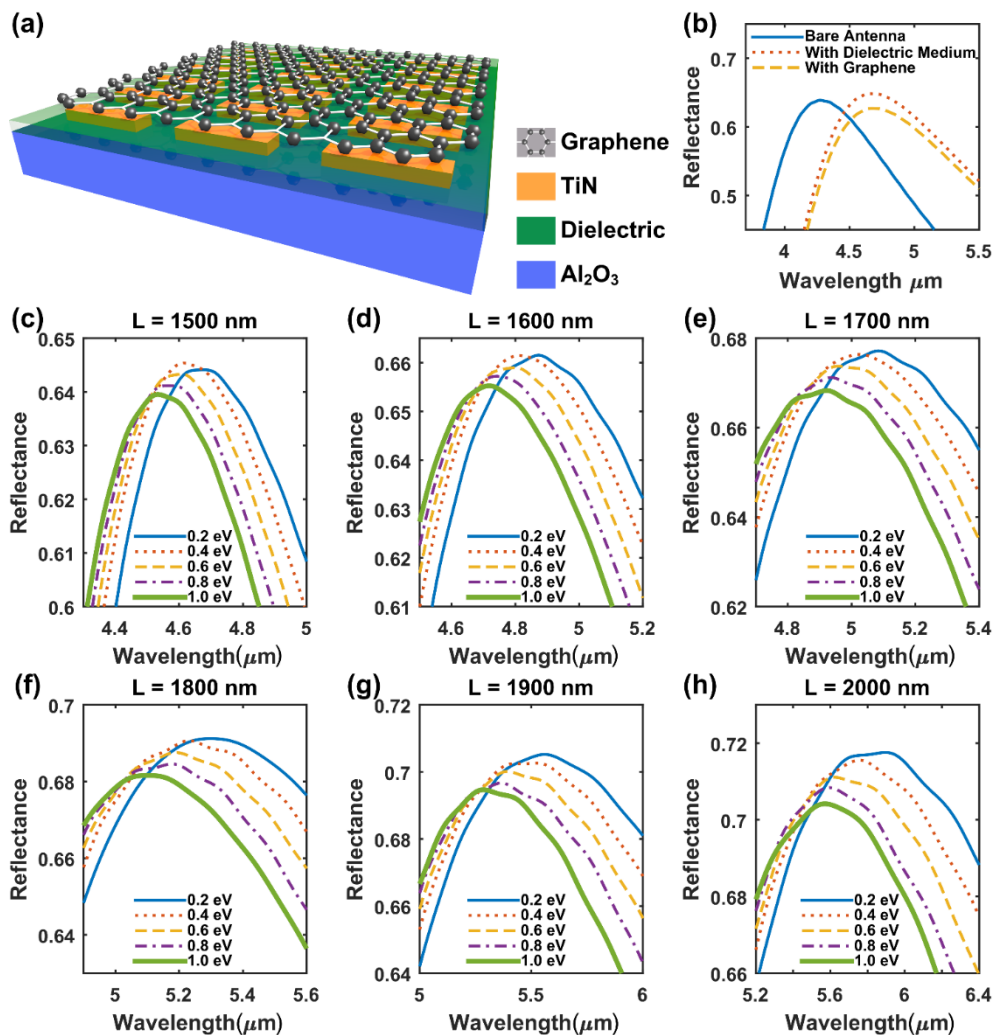 (a)
Graphene
TiN
Dielectric
Al₂O₃
(b)
Bare Antenna
With Dielectric Medium
With Graphene
Reflectance
0.7
0.6
0.5
4 4.5 5 5.5
Wavelength μm
(c) L = 1500 nm
Reflectance
0.65
0.64
0.63
0.62
0.61
0.6
0.2 eV
0.4 eV
0.6 eV
0.8 eV
1.0 eV
4.4 4.6 4.8 5
Wavelength(μm)
(d) L = 1600 nm
Reflectance
0.66
0.65
0.64
0.63
0.62
0.61
0.2 eV
0.4 eV
0.6 eV
0.8 eV
1.0 eV
4.6 4.8 5 5.2
Wavelength(μm)
(e) L = 1700 nm
Reflectance
0.68
0.66
0.64
0.62
0.2 eV
0.4 eV
0.6 eV
0.8 eV
1.0 eV
4.8 5 5.2 5.4
Wavelength(μm)
(f) L = 1800 nm
Reflectance
0.7
0.68
0.66
0.64
0.2 eV
0.4 eV
0.6 eV
0.8 eV
1.0 eV
5 5.2 5.4 5.6
Wavelength(μm)
(g) L = 1900 nm
Reflectance
0.72
0.7
0.68
0.66
0.64
0.2 eV
0.4 eV
0.6 eV
0.8 eV
1.0 eV
5 5.5 6
Wavelength(μm)
(h) L = 2000 nm
Reflectance
0.72
0.7
0.68
0.66
0.2 eV
0.4 eV
0.6 eV
0.8 eV
1.0 eV
5.2 5.6 6 6.4
Wavelength(μm)